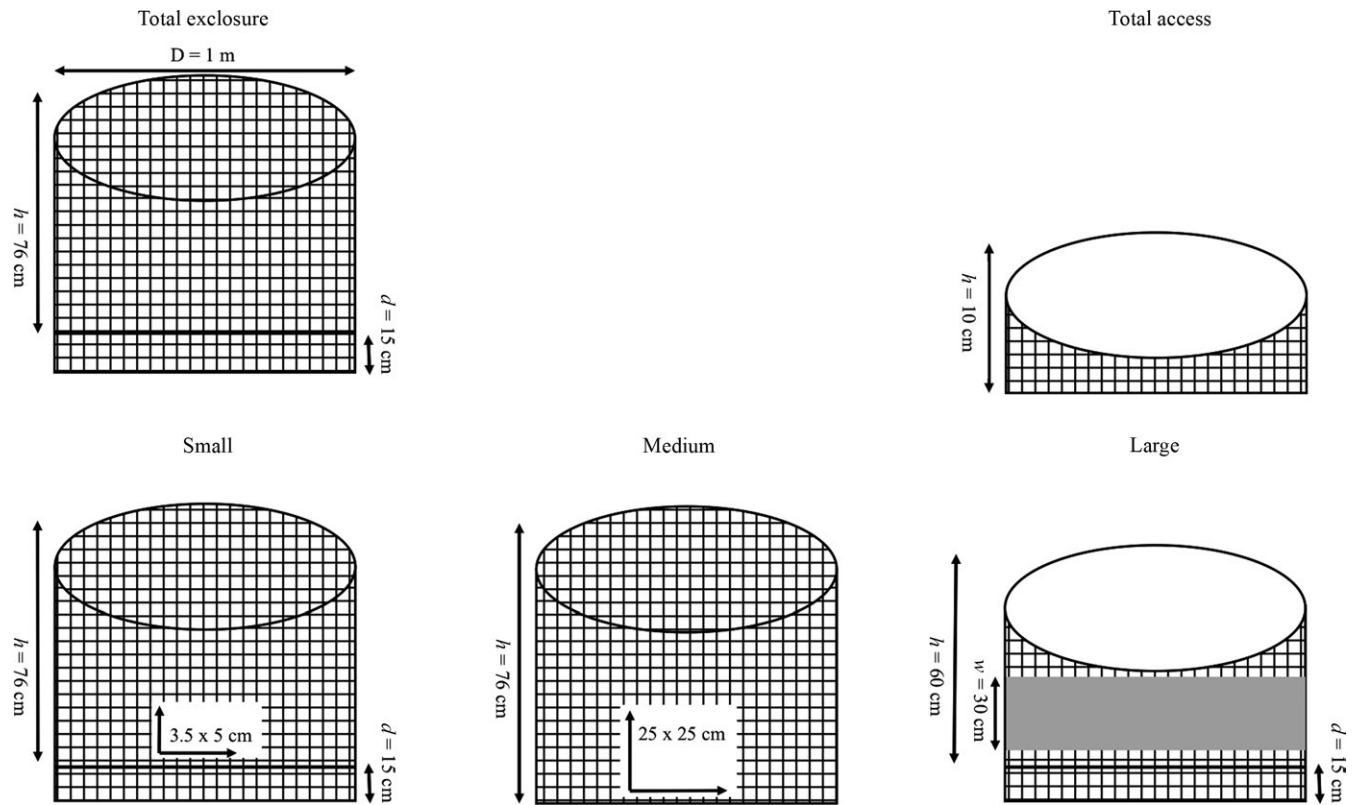 Total exclosure
Total access
D = 1 m
h = 76 cm
d = 15 cm
h = 10 cm
Small
Medium
Large
h = 76 cm
3.5 x 5 cm
d = 15 cm
h = 76 cm
25 x 25 cm
h = 60 cm
w = 30 cm
d = 15 cm